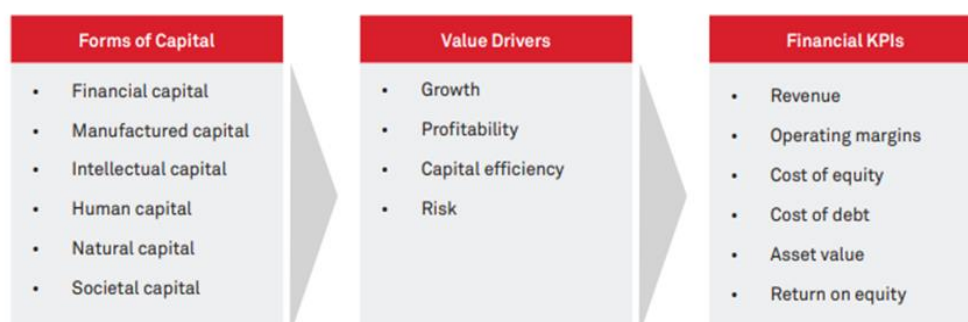 Forms of Capital
• Financial capital
• Manufactured capital
• Intellectual capital
• Human capital
• Natural capital
• Societal capital
Value Drivers
• Growth
• Profitability
• Capital efficiency
• Risk
Financial KPIs
• Revenue
• Operating margins
• Cost of equity
• Cost of debt
• Asset value
• Return on equity